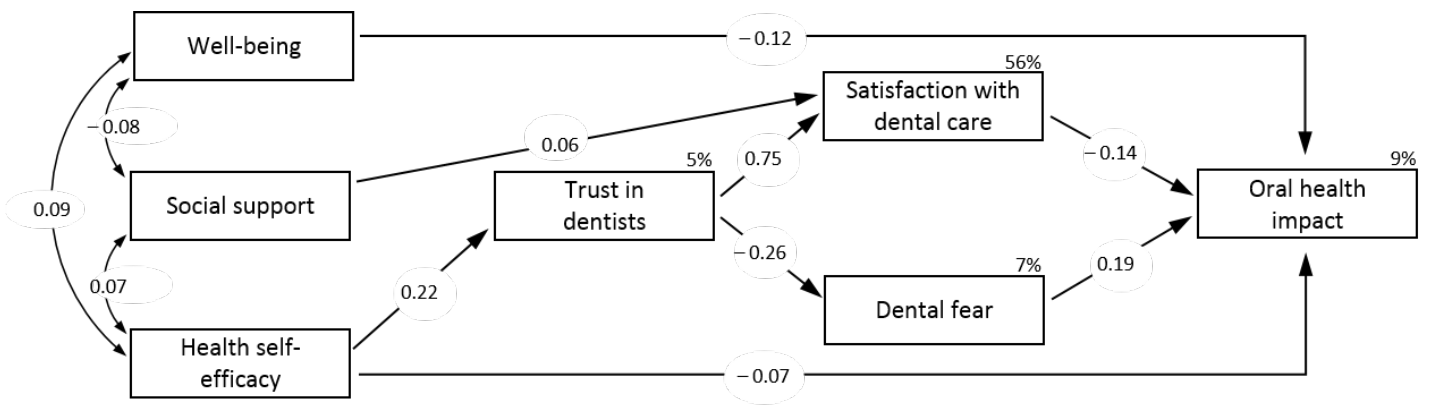 Well-being
−0.12
56%
Satisfaction with
dental care
−0.08
0.06
5%
0.75
−0.14
9%
Social support
Trust in
dentists
Oral health
impact
0.09
−0.26
0.07
0.22
7%
0.19
Dental fear
Health self-
efficacy
−0.07